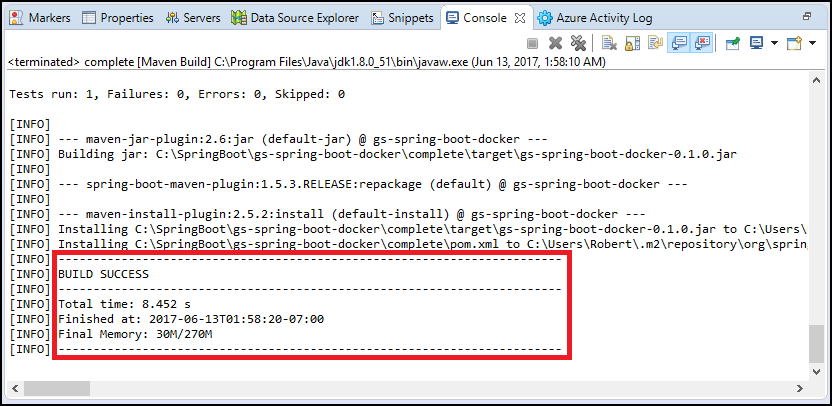 Markers Properties Servers Data Source Explorer Snippets Console Azure Activity Log
<terminated> complete [Maven Build] C:\Program Files\Java\jdk1.8.0_51\bin\javaw.exe (Jun 13, 2017, 1:58:10 AM)
Tests run: 1, Failures: 0, Errors: 0, Skipped: 0
[INFO]
[INFO] --- maven-jar-plugin:2.6:jar (default-jar) @ gs-spring-boot-docker ---
[INFO] Building jar: C:\SpringBoot\gs-spring-boot-docker\complete\target\gs-spring-boot-docker-0.1.0.jar
[INFO]
[INFO] --- spring-boot-maven-plugin:1.5.3.RELEASE:repackage (default) @ gs-spring-boot-docker ---
[INFO]
[INFO] --- maven-install-plugin:2.5.2:install (default-install) @ gs-spring-boot-docker ---
[INFO] Installing C:\SpringBoot\gs-spring-boot-docker\complete\target\gs-spring-boot-docker-0.1.0.jar to C:\Users\
[INFO] Installing C:\SpringBoot\gs-spring-boot-docker\complete\pom.xml to C:\Users\Robert\.m2\repository\org\spring
[INFO] ------------------------------------------------------------------------
[INFO] BUILD SUCCESS
[INFO] ------------------------------------------------------------------------
[INFO] Total time: 8.452 s
[INFO] Finished at: 2017-06-13T01:58:20-07:00
[INFO] Final Memory: 30M/270M
[INFO] ------------------------------------------------------------------------